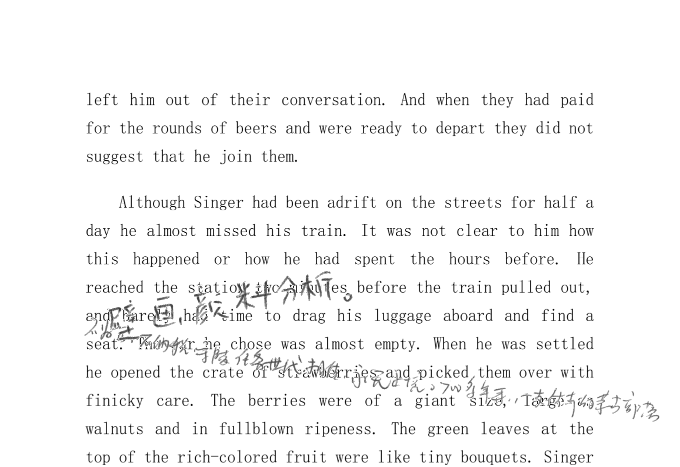 left him out of their conversation. And when they had paid
for the rounds of beers and were ready to depart they did not
suggest that he join them.
Although Singer had been adrift on the streets for half a
day he almost missed his train. It was not clear to him how
this happened or how he had spent the hours before. He
reached the station two minutes before the train pulled out,
壁画,颜料分析。
and barely had time to drag his luggage aboard and find a
seat. The car he chose was almost empty. When he was settled
he opened the crate of strawberries and picked them over with
finicky care. The berries were of a giant size, large as
walnuts and in fullblown ripeness. The green leaves at the
top of the rich-colored fruit were like tiny bouquets. Singer